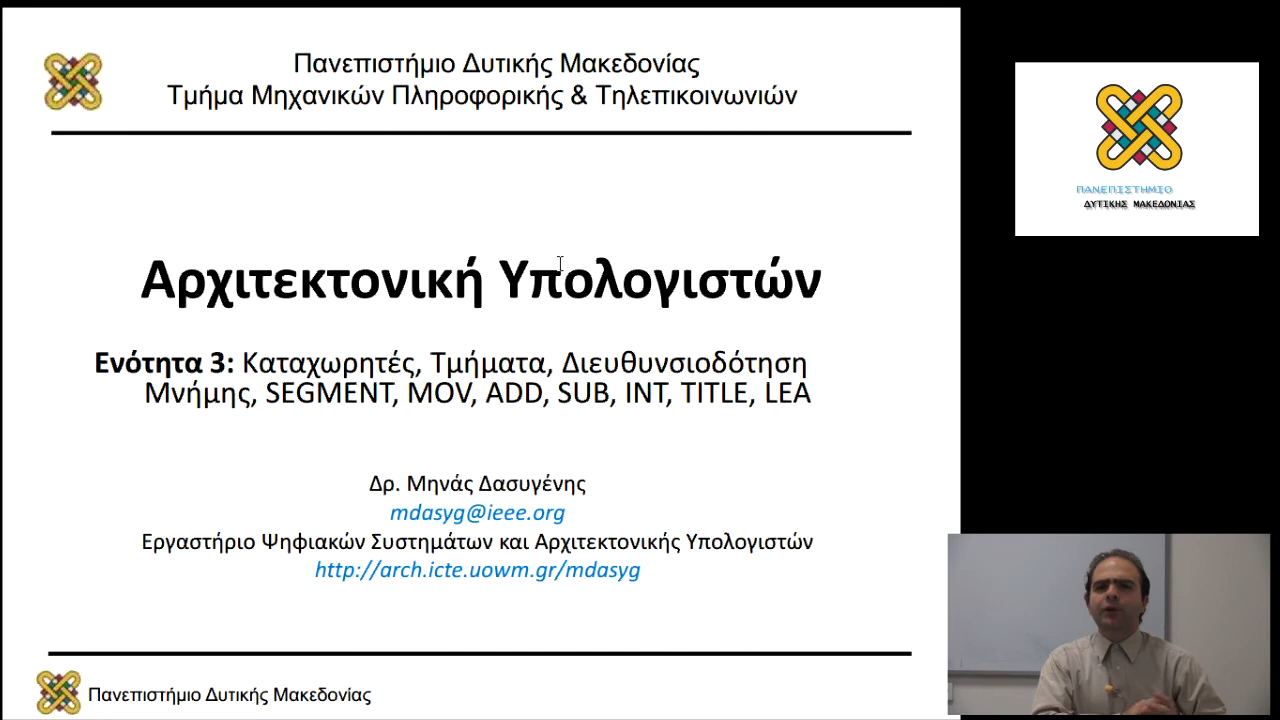 Πανεπιστήμιο Δυτικής Μακεδονίας
Τμήμα Μηχανικών Πληροφορικής & Τηλεπικοινωνιών
ΠΑΝΕΠΙΣΤΗΜΙΟ
ΔΥΤΙΚΗΣ ΜΑΚΕΔΟΝΙΑΣ
Αρχιτεκτονική Υπολογιστών
Ενότητα 3: Καταχωρητές, Τμήματα, Διευθυνσιοδότηση
Μνήμης, SEGMENT, MOV, ADD, SUB, INT, TITLE, LEA
Δρ. Μηνάς Δασυγένης
mdasyg@ieee.org
Εργαστήριο Ψηφιακών Συστημάτων και Αρχιτεκτονικής Υπολογιστών
http://arch.icte.uowm.gr/mdasyg
Πανεπιστήμιο Δυτικής Μακεδονίας